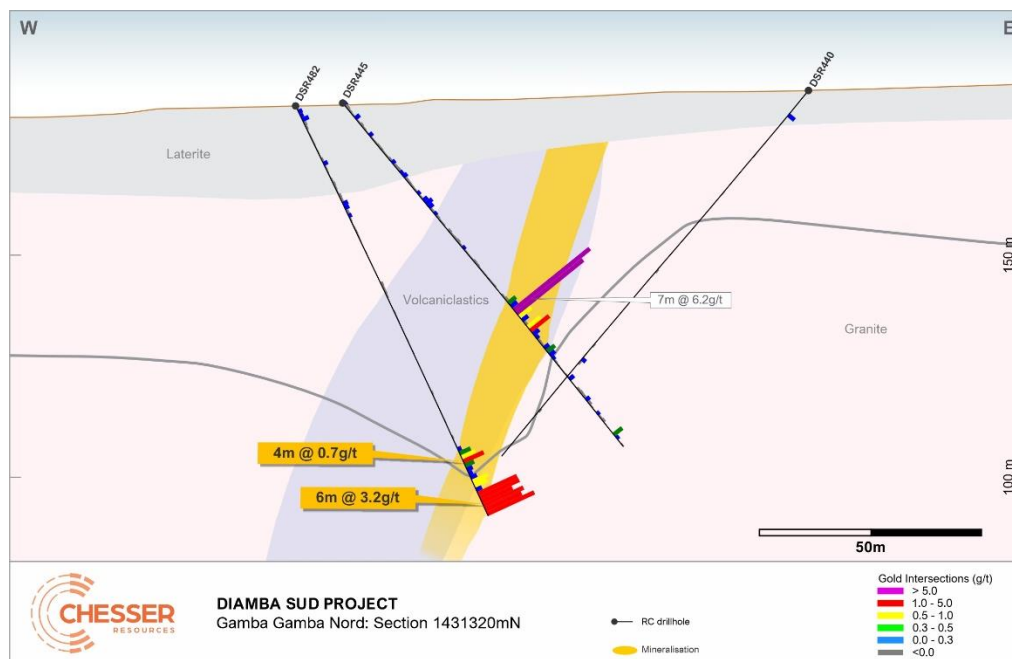 W
E
DSR482
DSR445
DSR440
Laterite
150 m
Volcaniclastics
7m @ 6.2g/t
Granite
4m @ 0.7g/t
100 m
6m @ 3.2g/t
50m
CHESSER
RESOURCES
DIAMBA SUD PROJECT
Gamba Gamba Nord: Section 1431320mN
RC drillhole
Mineralisation
Gold Intersections (g/t)
> 5.0
1.0 - 5.0
0.5 - 1.0
0.3 - 0.5
0.0 - 0.3
<0.0